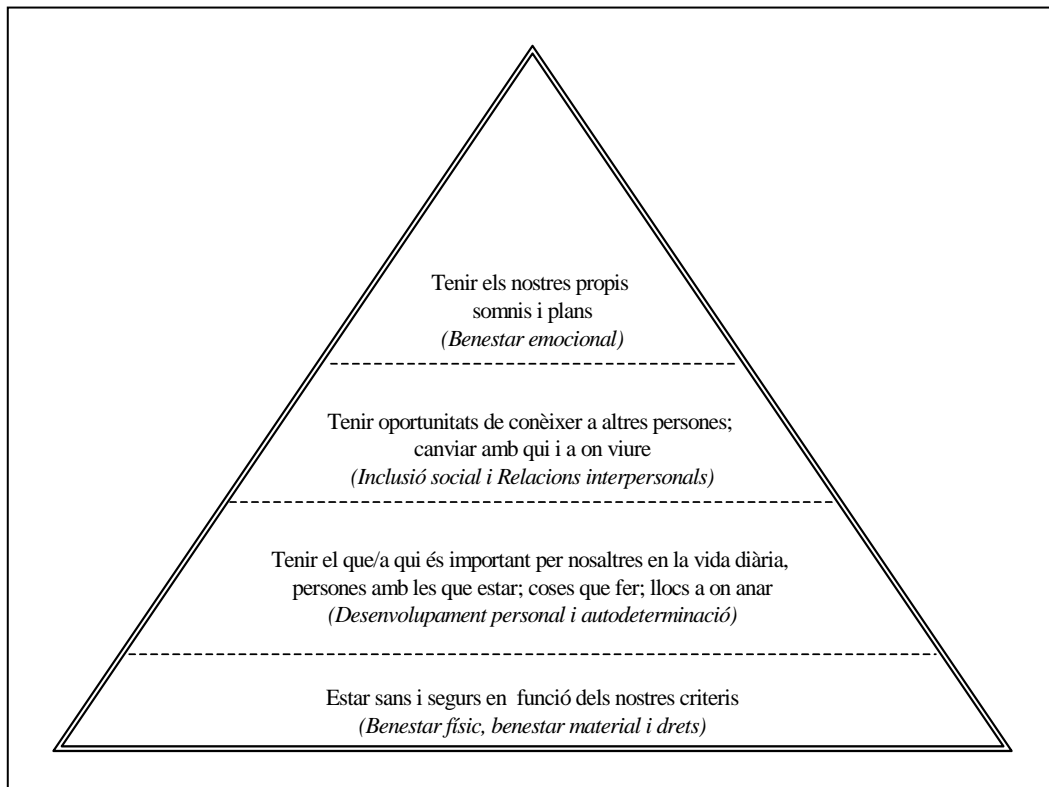 Tenir els nostres propis
somnis i plans
(Benestar emocional)
Tenir oportunitats de conèixer a altres persones;
canviar amb qui i a on viure
(Inclusió social i Relacions interpersonals)
Tenir el que/a qui és important per nosaltres en la vida diària,
persones amb les que estar; coses que fer; llocs a on anar
(Desenvolupament personal i autodeterminació)
Estar sans i segurs en funció dels nostres criteris
(Benestar físic, benestar material i drets)